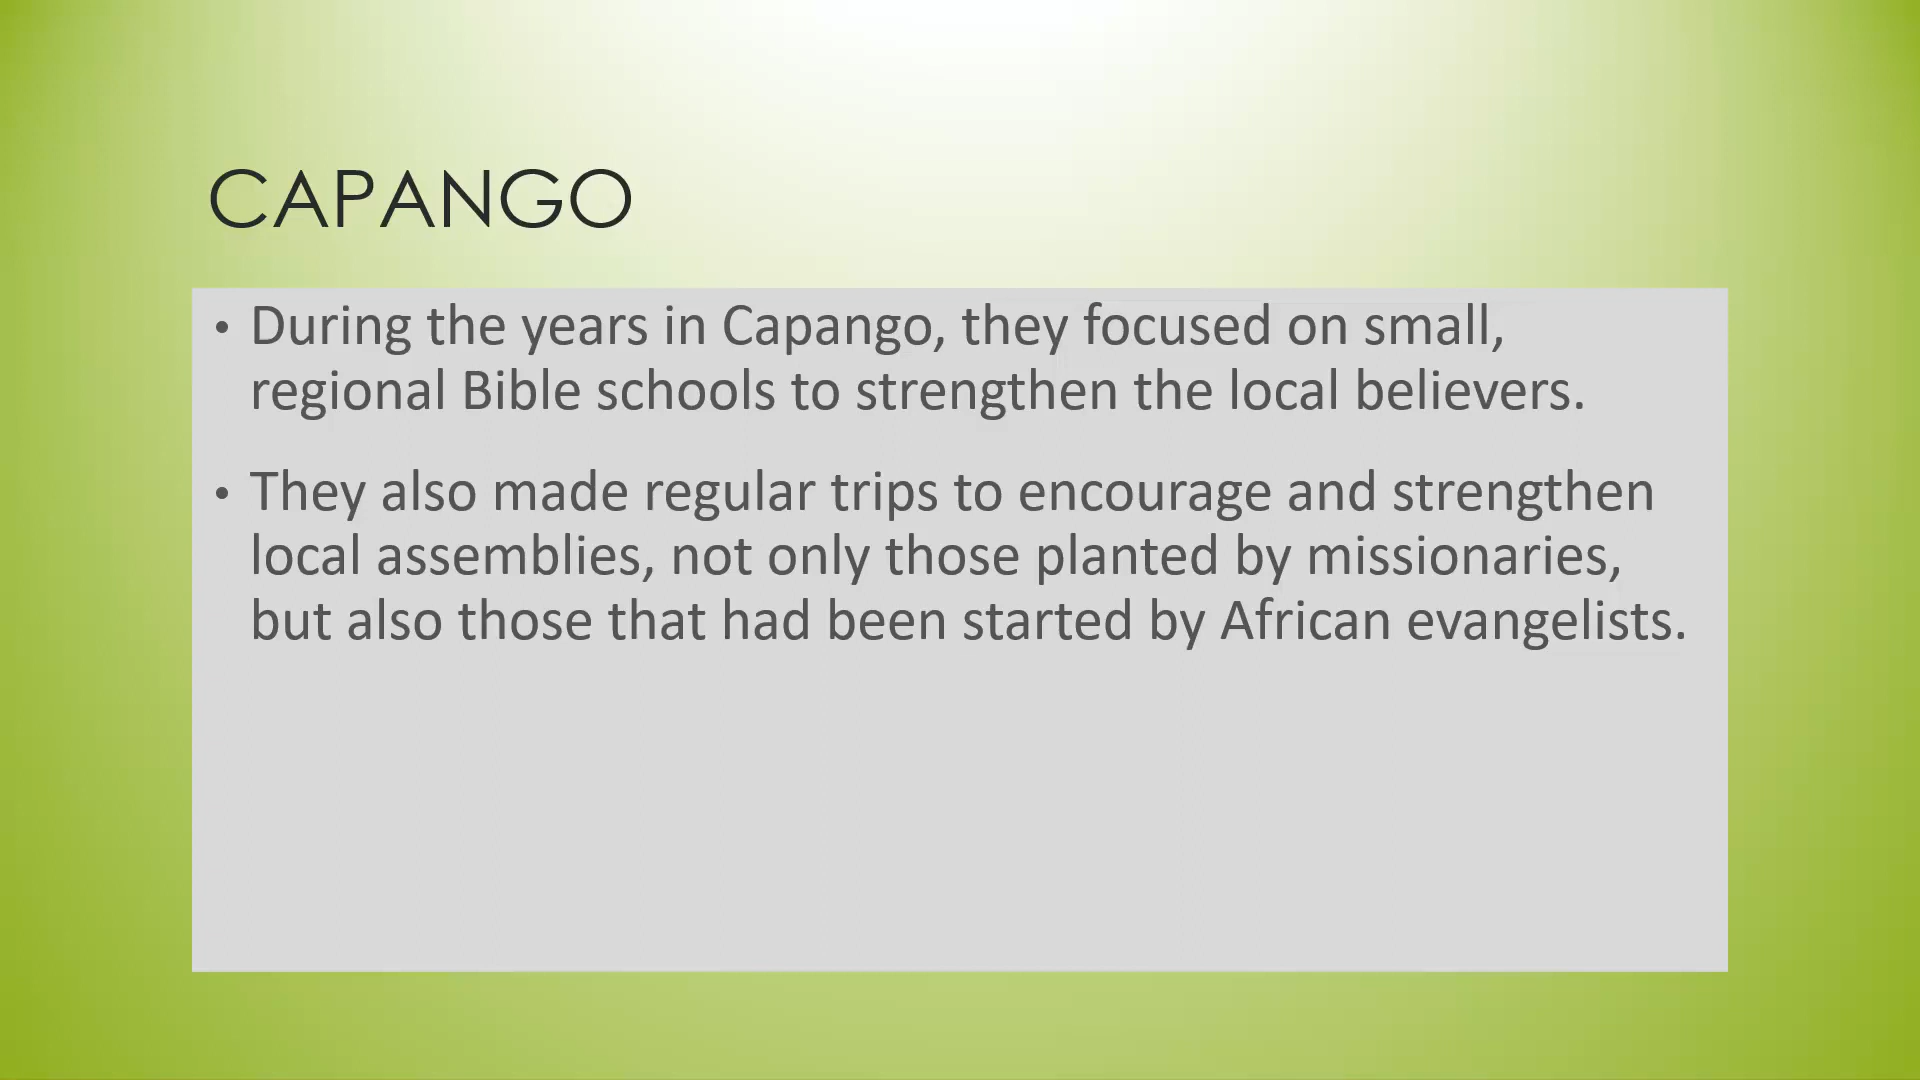 CAPANGO
• During the years in Capango, they focused on small,
regional Bible schools to strengthen the local believers.
• They also made regular trips to encourage and strengthen
local assemblies, not only those planted by missionaries,
but also those that had been started by African evangelists.